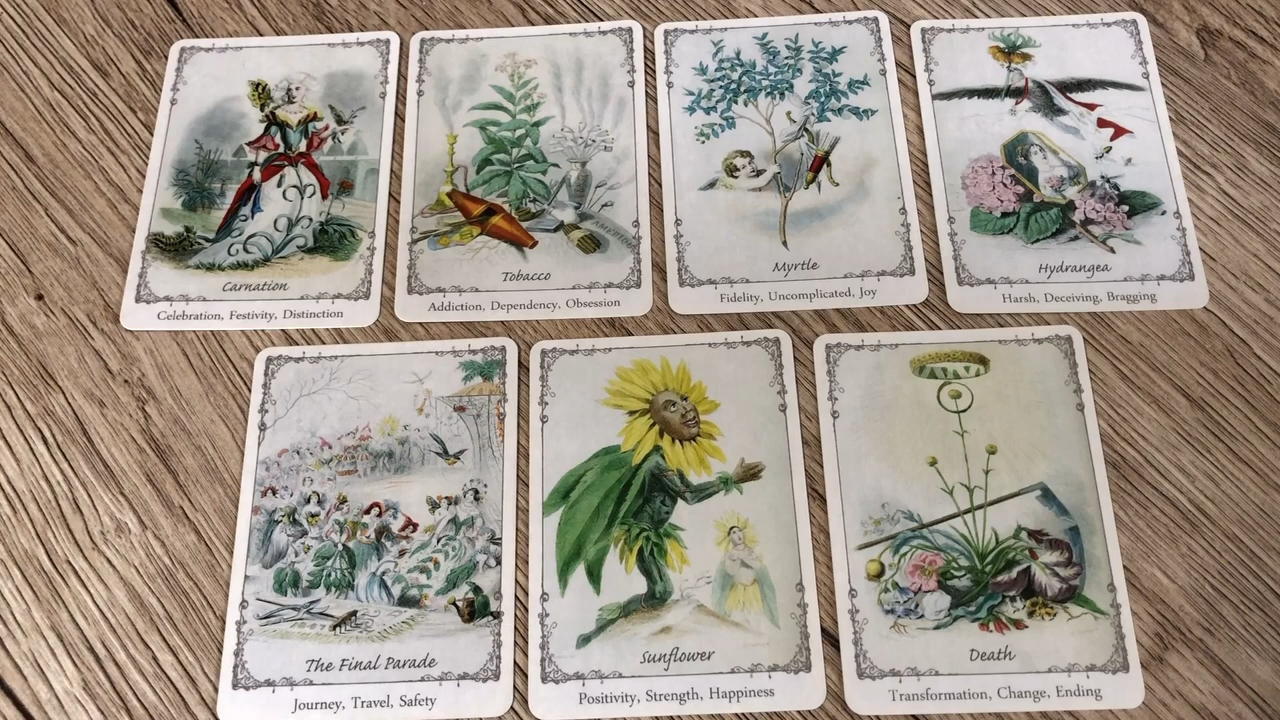 Carnation
Celebration, Festivity, Distinction
Tobacco
Addiction, Dependency, Obsession
Myrtle
Fidelity, Uncomplicated, Joy
Hydrangea
Harsh, Deceiving, Bragging
The Final Parade
Journey, Travel, Safety
Sunflower
Positivity, Strength, Happiness
Death
Transformation, Change, Ending